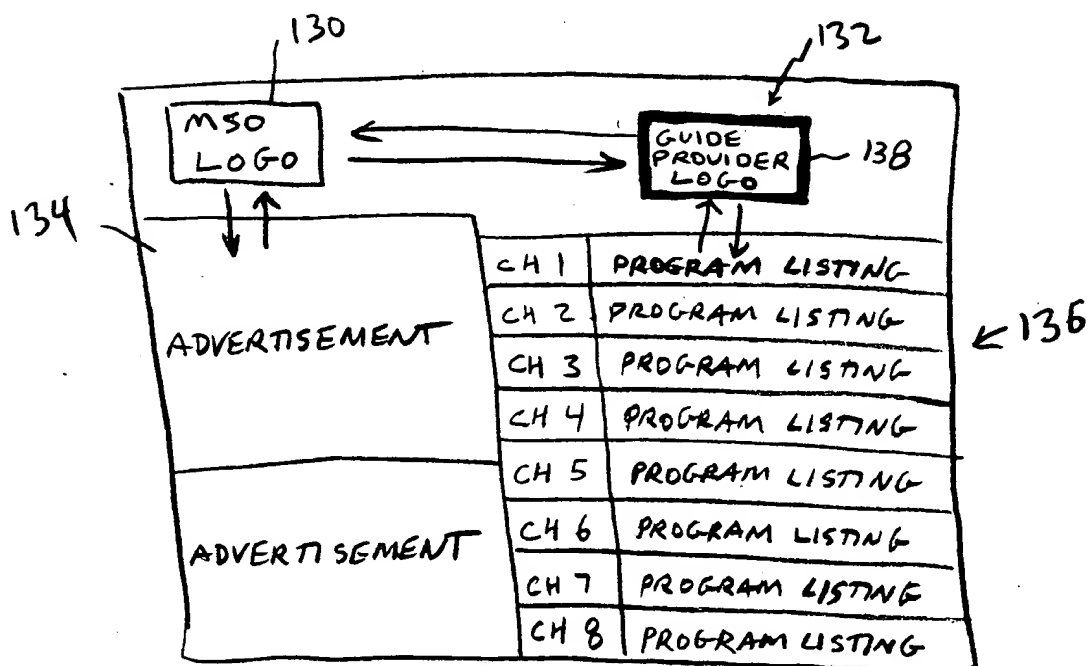 130
132
MSO
LOGO
GUIDE
PROVIDER
LOGO
138
134
CH 1 PROGRAM LISTING
CH 2 PROGRAM LISTING
136
ADVERTISEMENT
CH 3 PROGRAM LISTING
CH 4 PROGRAM LISTING
CH 5 PROGRAM LISTING
CH 6 PROGRAM LISTING
ADVERTISEMENT
CH 7 PROGRAM LISTING
CH 8 PROGRAM LISTING